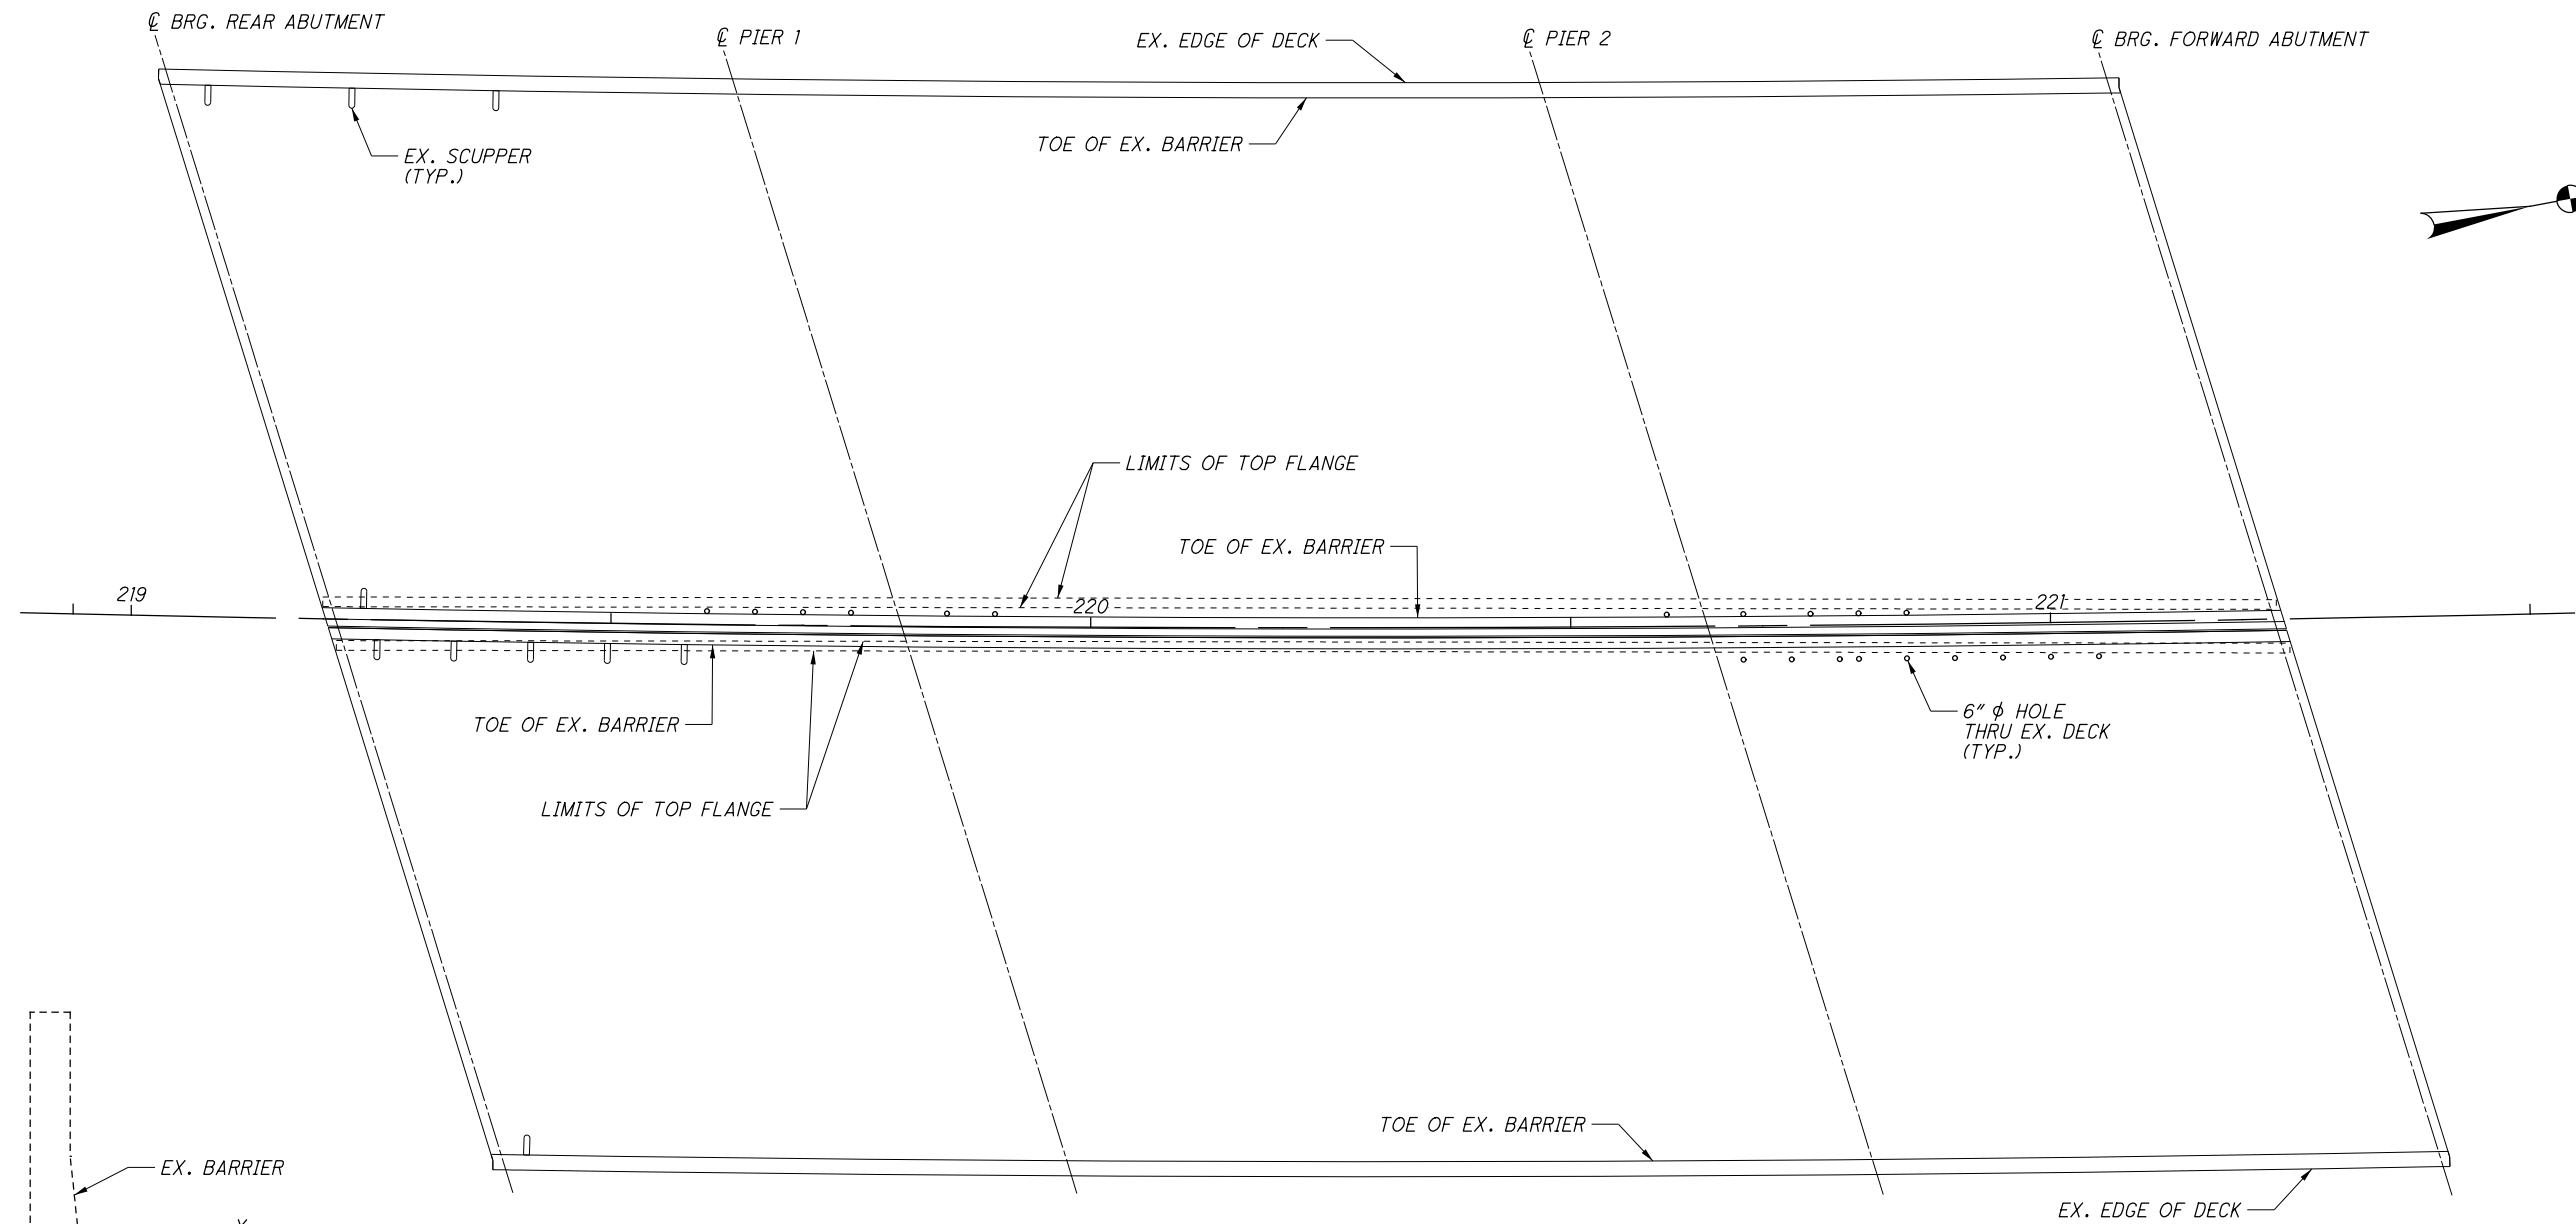 ℄ BRG. REAR ABUTMENT
℄ PIER 1
EX. EDGE OF DECK
℄ PIER 2
℄ BRG. FORWARD ABUTMENT
TOE OF EX. BARRIER
EX. SCUPPER
(TYP.)
LIMITS OF TOP FLANGE
TOE OF EX. BARRIER
219
220
221
TOE OF EX. BARRIER
6" ϕ HOLE
THRU EX. DECK
(TYP.)
LIMITS OF TOP FLANGE
TOE OF EX. BARRIER
EX. BARRIER
EX. EDGE OF DECK